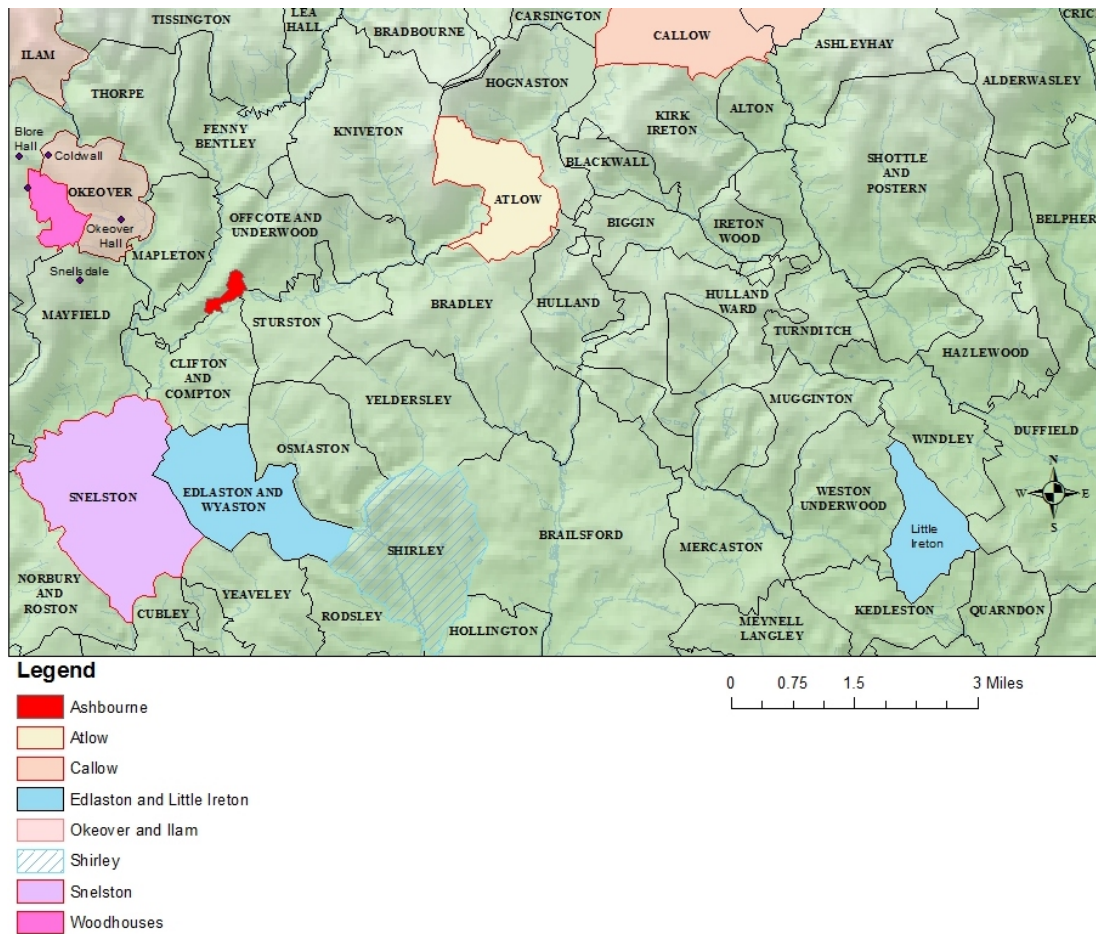 TISSINGTON
LEA
HALL
BRADBOURNE
CARSINGTON
CALLOW
ASHLEYHAY
CRIC
ILAM
THORPE
HOGNASTON
ALDERWASLEY
ALTON
KIRK
IRETON
FENNY
BENTLEY
KNIVETON
Blore
Hall
Coldwall
BLACKWALL
SHOTTLE
AND
POSTERN
OKEOVER
ATLOW
Okeover
Hall
OFFCOTE AND
UNDERWOOD
BIGGIN
IRETON
WOOD
BELPHER
MAPLETON
Snellsdale
MAYFIELD
STURSTON
BRADLEY
HULLAND
HULLAND
WARD
TURNDITCH
HAZLEWOOD
CLIFTON
AND
COMPTON
YELDERSLEY
MUGGINTON
OSMASTON
WINDLEY
DUFFIELD
N
W
E
S
SNELSTON
EDLASTON AND
WYASTON
WESTON
UNDERWOOD
Little
Ireton
SHIRLEY
BRAILSFORD
MERCASTON
NORBURY
AND
ROSTON
CUBLEY
YEAVELEY
RODSLEY
HOLLINGTON
MEYNELL
LANGLEY
KEDLESTON
QUARNDON
Legend
Ashbourne
Atlow
Callow
Edlaston and Little Ireton
Okeover and Ilam
Shirley
Snelston
Woodhouses
0 0.75 1.5 3 Miles